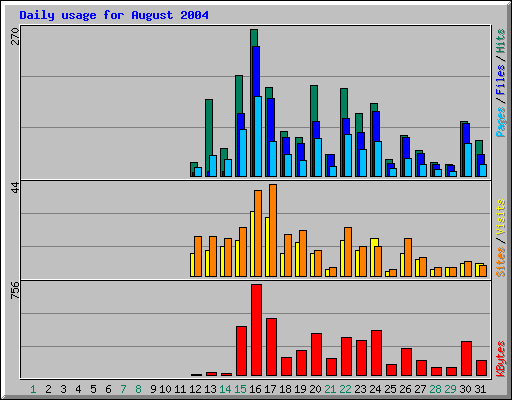 Daily usage for August 2004
270
Pages / Files / Hits
44
Sites / Visits
756
KBytes
1 2 3 4 5 6 7 8 9 10 11 12 13 14 15 16 17 18 19 20 21 22 23 24 25 26 27 28 29 30 31